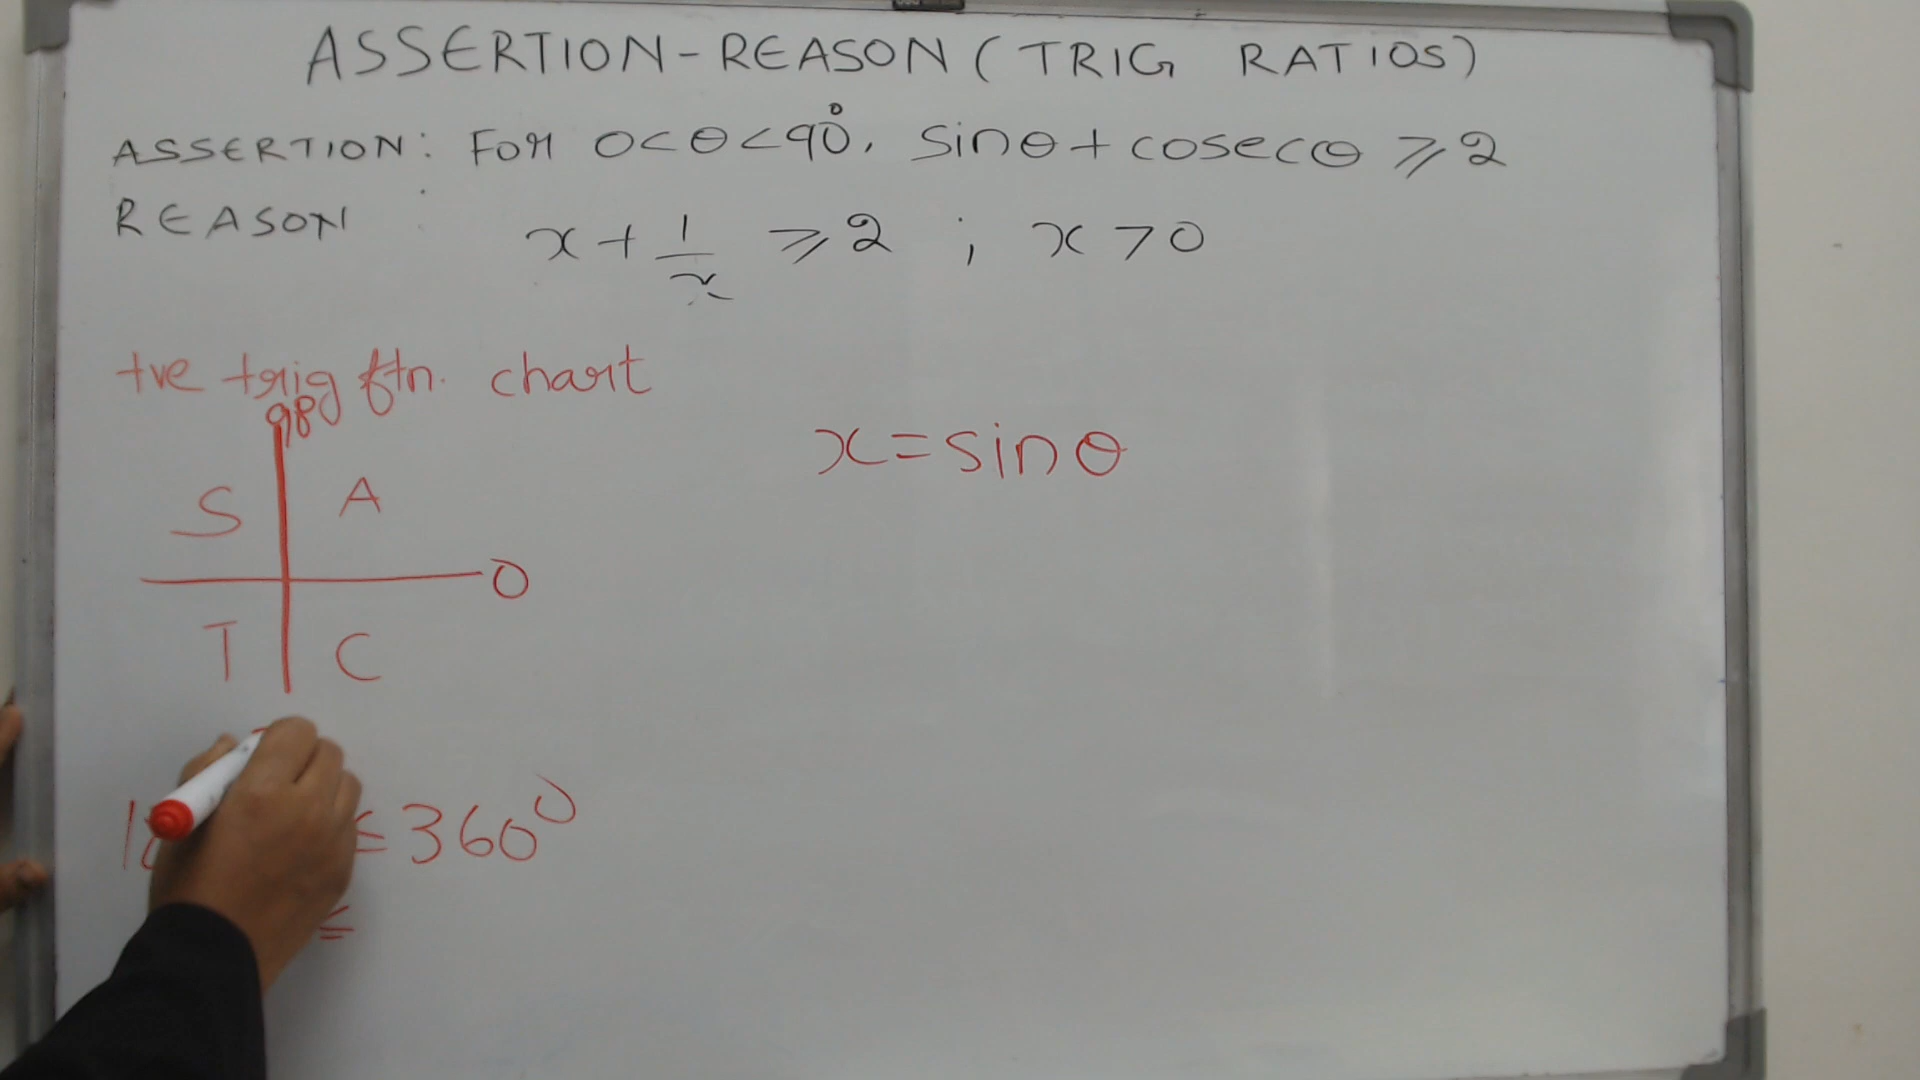 ASSERTION-REASON (TRIG RATIOS)
ASSERTION: FOR 0<θ<90°, sinθ + cosecθ ⩾ 2
REASON : x + 1/x ⩾ 2 ; x > 0
+ve trig ftn. chart
x = sinθ
S A
0
T C
≤ 360°
≤